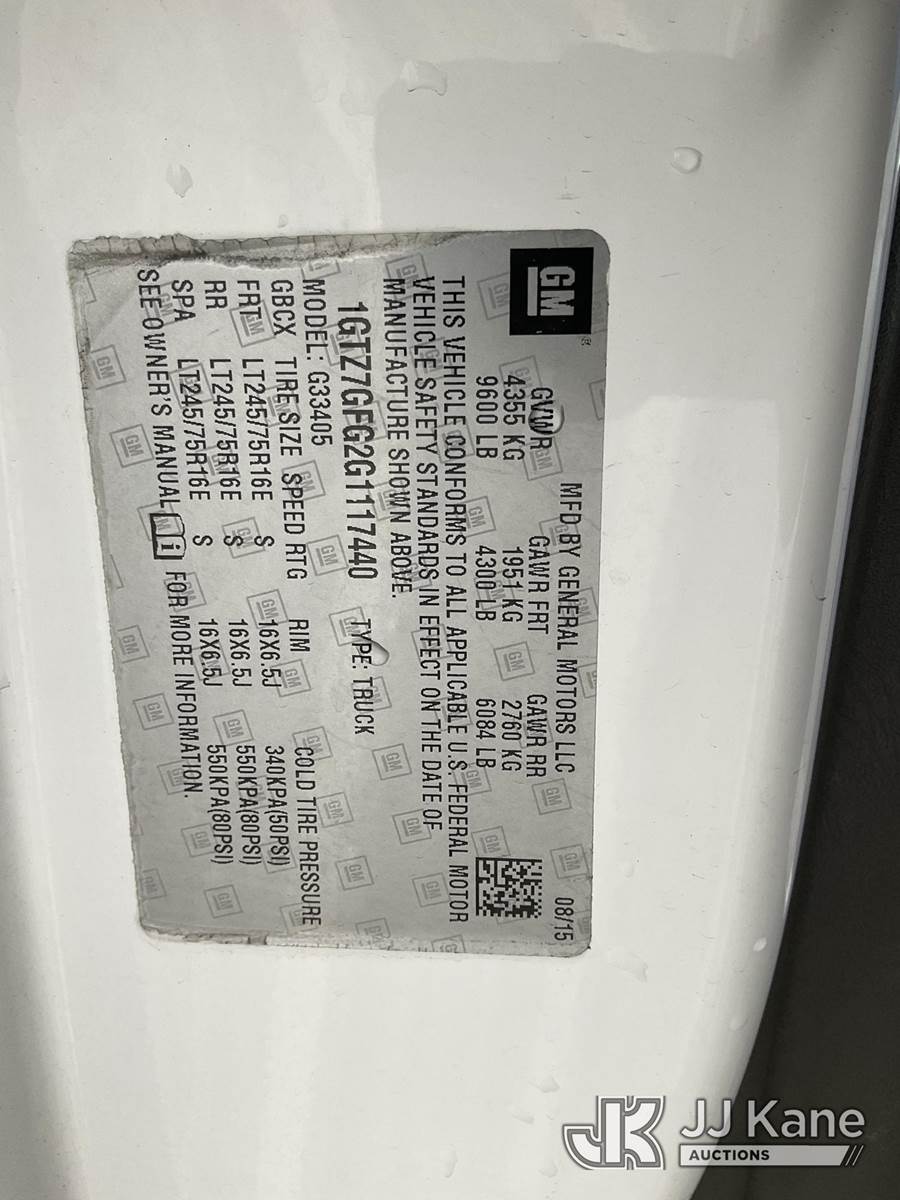 GM
MFD BY GENERAL MOTORS LLC 08/15
GVWR GAWR FRT GAWR RR
4355 KG 1951 KG 2760 KG
9600 LB 4300 LB 6084 LB
THIS VEHICLE CONFORMS TO ALL APPLICABLE U.S. FEDERAL MOTOR
VEHICLE SAFETY STANDARDS IN EFFECT ON THE DATE OF
MANUFACTURE SHOWN ABOVE.
1GTZ7GFG2G1117440 TYPE: TRUCK
MODEL: G33405
GBCX TIRE SIZE SPEED RTG RIM COLD TIRE PRESSURE
FRT LT245/75R16E S 16X6.5J 340KPA(50PSI)
RR LT245/75R16E S 16X6.5J 550KPA(80PSI)
SPA LT245/75R16E S 16X6.5J 550KPA(80PSI)
SEE OWNER'S MANUAL i FOR MORE INFORMATION.
JK JJ Kane
AUCTIONS